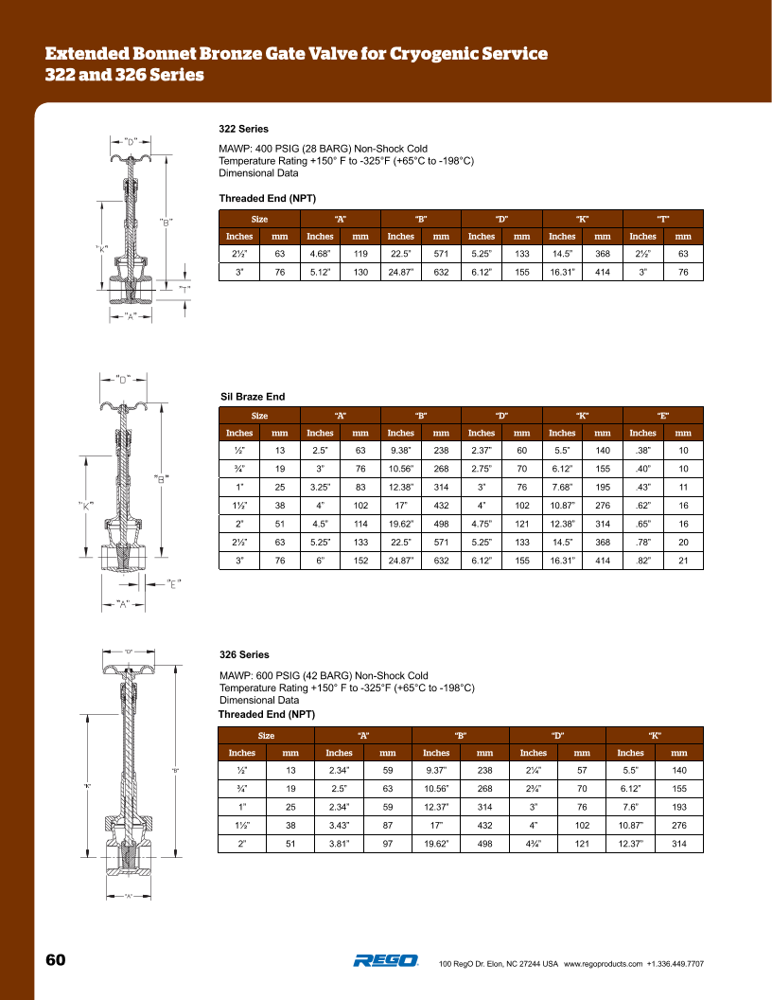 Extended Bonnet Bronze Gate Valve for Cryogenic Service
322 and 326 Series
322 Series
MAWP: 400 PSIG (28 BARG) Non-Shock Cold
Temperature Rating +150° F to -325°F (+65°C to -198°C)
Dimensional Data
Threaded End (NPT)
Size "A" "B" "D" "K" "T"
Inches mm Inches mm Inches mm Inches mm Inches mm Inches mm
2½” 63 4.68” 119 22.5” 571 5.25” 133 14.5” 368 2½” 63
3” 76 5.12” 130 24.87” 632 6.12” 155 16.31” 414 3” 76
"D"
"B"
"K"
"T"
"A"
Sil Braze End
Size "A" "B" "D" "K" "E"
Inches mm Inches mm Inches mm Inches mm Inches mm Inches mm
½” 13 2.5” 63 9.38” 238 2.37” 60 5.5” 140 .38” 10
¾” 19 3” 76 10.56” 268 2.75” 70 6.12” 155 .40” 10
1” 25 3.25” 83 12.38” 314 3” 76 7.68” 195 .43” 11
1½” 38 4” 102 17” 432 4” 102 10.87” 276 .62” 16
2” 51 4.5” 114 19.62” 498 4.75” 121 12.38” 314 .65” 16
2½” 63 5.25” 133 22.5” 571 5.25” 133 14.5” 368 .78” 20
3” 76 6” 152 24.87” 632 6.12” 155 16.31” 414 .82” 21
"D"
"B"
"K"
"E"
"A"
326 Series
MAWP: 600 PSIG (42 BARG) Non-Shock Cold
Temperature Rating +150° F to -325°F (+65°C to -198°C)
Dimensional Data
Threaded End (NPT)
Size "A" "B" "D" "K"
Inches mm Inches mm Inches mm Inches mm Inches mm
½” 13 2.34” 59 9.37” 238 2¼” 57 5.5” 140
¾” 19 2.5” 63 10.56” 268 2¾” 70 6.12” 155
1” 25 2.34” 59 12.37” 314 3” 76 7.6” 193
1½” 38 3.43” 87 17” 432 4” 102 10.87” 276
2” 51 3.81” 97 19.62” 498 4¾” 121 12.37” 314
"D"
"B"
"K"
"A"
60
REGO
100 RegO Dr. Elon, NC 27244 USA www.regoproducts.com +1.336.449.7707